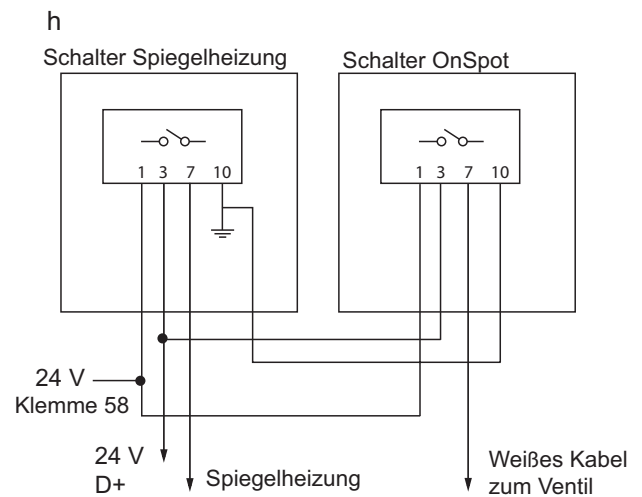 h
Schalter Spiegelheizung
Schalter OnSpot
1 3 7 10
1 3 7 10
24 V
Klemme 58
24 V
D+
Spiegelheizung
Weißes Kabel
zum Ventil